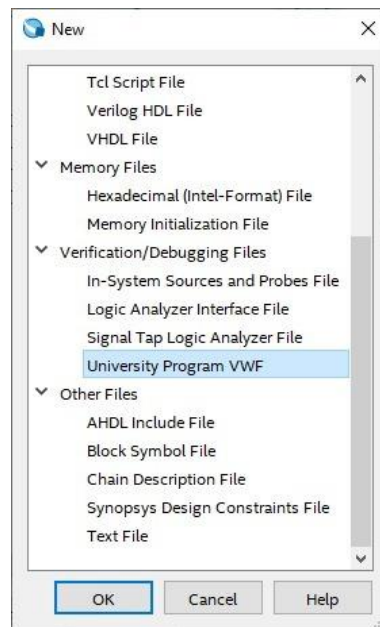 New
Tcl Script File
Verilog HDL File
VHDL File
Memory Files
Hexadecimal (Intel-Format) File
Memory Initialization File
Verification/Debugging Files
In-System Sources and Probes File
Logic Analyzer Interface File
Signal Tap Logic Analyzer File
University Program VWF
Other Files
AHDL Include File
Block Symbol File
Chain Description File
Synopsys Design Constraints File
Text File
OK Cancel Help